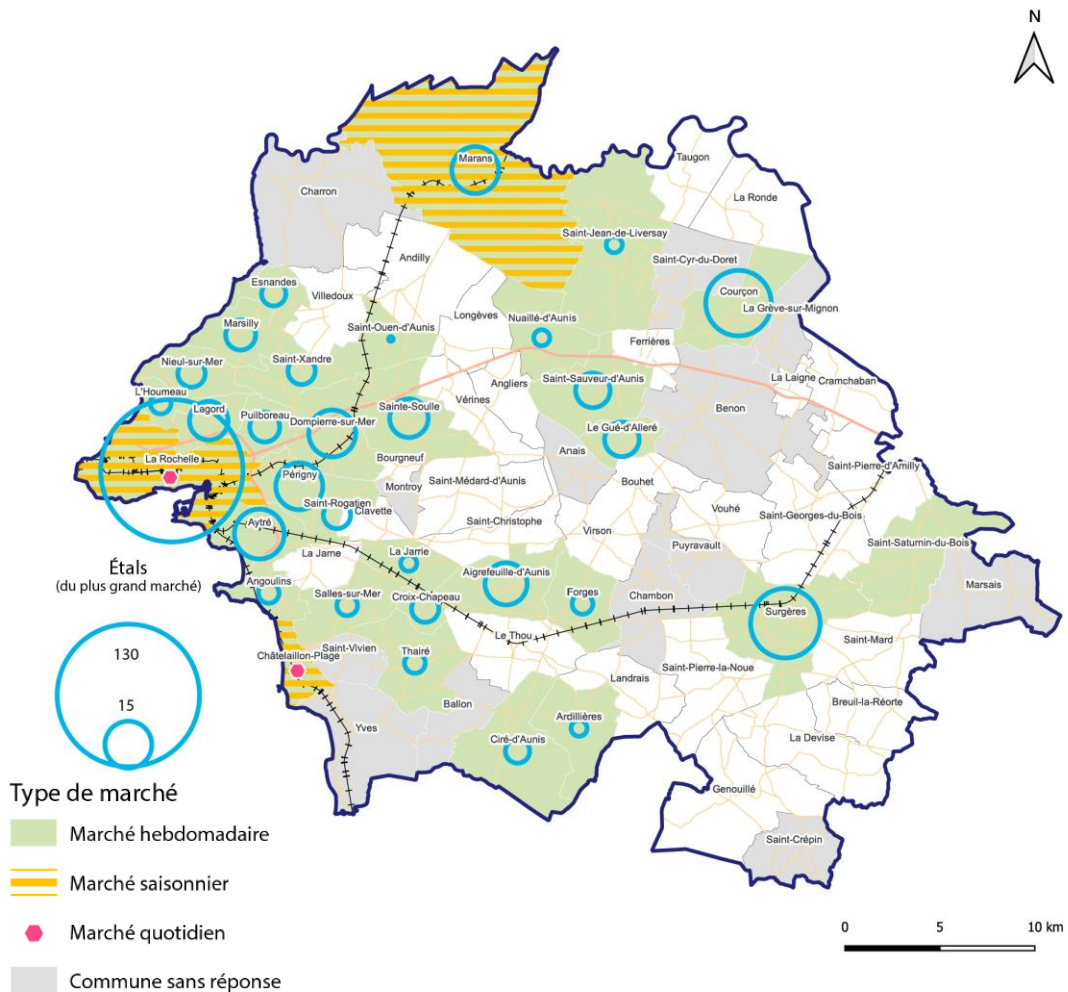 N
Marans
Taugon
Charron
La Ronde
Saint-Jean-de-Liversay
Andilly
Saint-Cyr-du-Doret
Esnandes
Villedoux
Courçon
La Grève-sur-Mignon
Longèves
Nuaillé-d'Aunis
Marsilly
Saint-Ouen-d'Aunis
Ferrières
Nieul-sur-Mer
Saint-Xandre
Angliers
Saint-Sauveur-d'Aunis
La Laigne
Cramchaban
L'Houmeau
Vérines
Lagord
Puilboreau
Dompierre-sur-Mer
Sainte-Soulle
Benon
Le Gué-d'Alleré
La Rochelle
Bourgneuf
Anais
Périgny
Montroy
Saint-Médard-d'Aunis
Bouhet
Saint-Pierre-d'Amilly
Saint-Rogatien
Clavette
Vouhé
Saint-Georges-du-Bois
Aytré
Saint-Christophe
Virson
Saint-Saturnin-du-Bois
La Jarne
La Jarrie
Puyravault
Étals
(du plus grand marché)
Angoulins
Aigrefeuille-d'Aunis
Marsais
Salles-sur-Mer
Croix-Chapeau
Forges
Chambon
Surgères
Le Thou
Saint-Mard
Châtelaillon-Plage
Saint-Vivien
Thairé
Saint-Pierre-la-Noue
130
Landrais
15
Ballon
Breuil-la-Réorte
Yves
Ardillières
La Devise
Ciré-d'Aunis
Genouillé
Saint-Crépin
Type de marché
Marché hebdomadaire
Marché saisonnier
Marché quotidien
Commune sans réponse
0 5 10 km